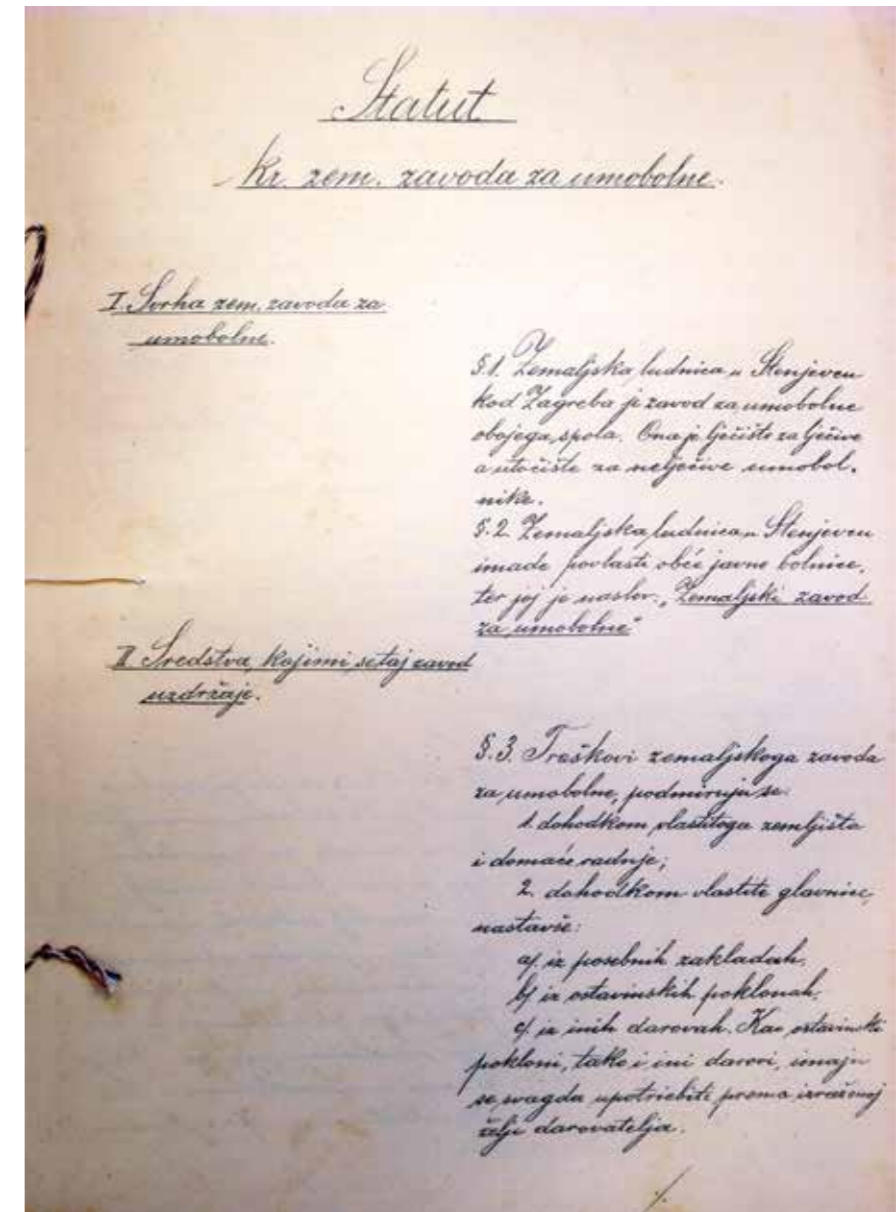 Statut
kr. zem. zavoda za umobolne.
I. Svrha zem. zavoda za
umobolne.
§.1. Zemaljska ludnica u Stenjevcu
kod Zagreba je zavod za umobolne
obojega spola. Ona je lječište za lječive
a utočište za neljećive umobol-
nike.
§.2. Zemaljska ludnica u Stenjevcu
imade povlasti obće javne bolnice,
ter joj je naslov: „Zemaljski zavod
za umobolne"
II Sredstva, kojimi se taj zavod
uzdržaje.
§.3. Troškovi zemaljskoga zavoda
za umobolne, podmiruju se:
1. dohodkom vlastitoga zemljišta
i domaće radnje;
2. dohodkom vlastite glavnice,
nastavše:
a/. iz posebnih zakladah,
b/ iz ostavinskih poklonah,
c/. iz inih darovah. Kao ostavinski
pokloni, tako i ini darovi, imaju
se svagda upotriebiti prema izraženoj
želji darovatelja.
./.